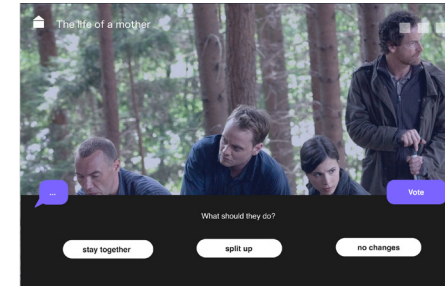 The life of a mother
...
Vote
What should they do?
stay together
split up
no changes